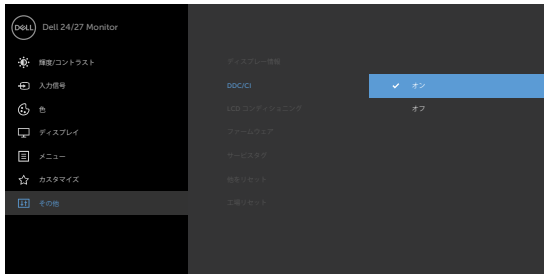 DELL
Dell 24/27 Monitor
輝度/コントラスト
入力信号
色
ディスプレイ
メニュー
カスタマイズ
その他
ディスプレー情報
DDC/CI
LCD コンディショニング
ファームウェア
サービスタグ
他をリセット
工場リセット
オン
オフ